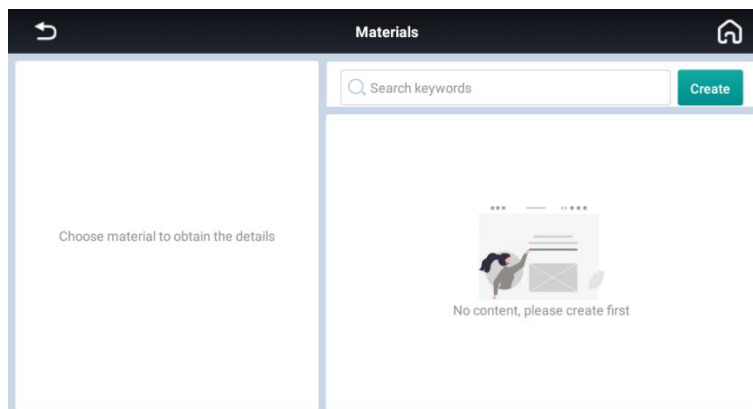 Materials
Choose material to obtain the details
Search keywords
Create
No content, please create first